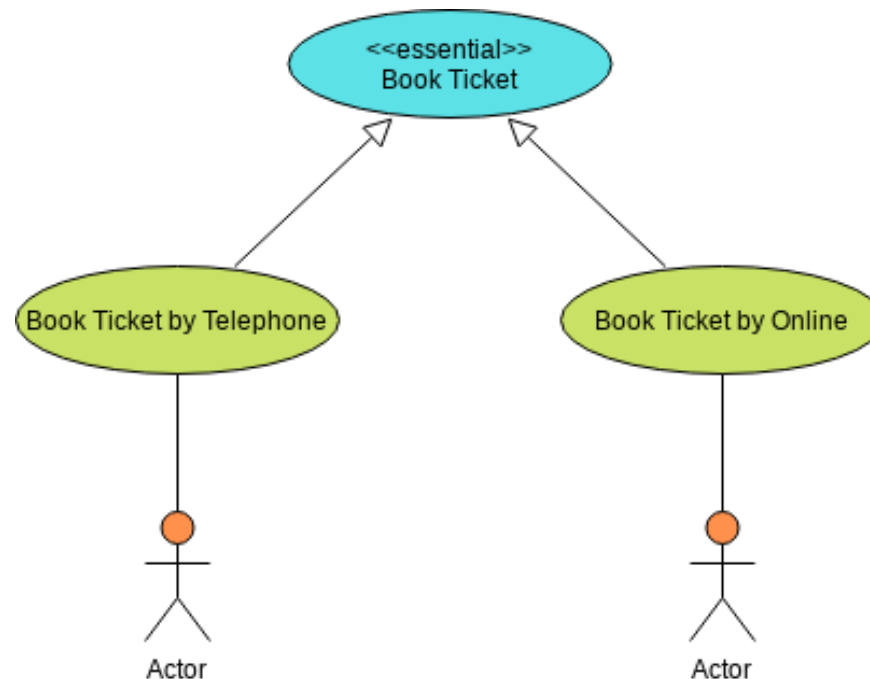 <<essential>>
Book Ticket
Book Ticket by Telephone
Book Ticket by Online
Actor
Actor